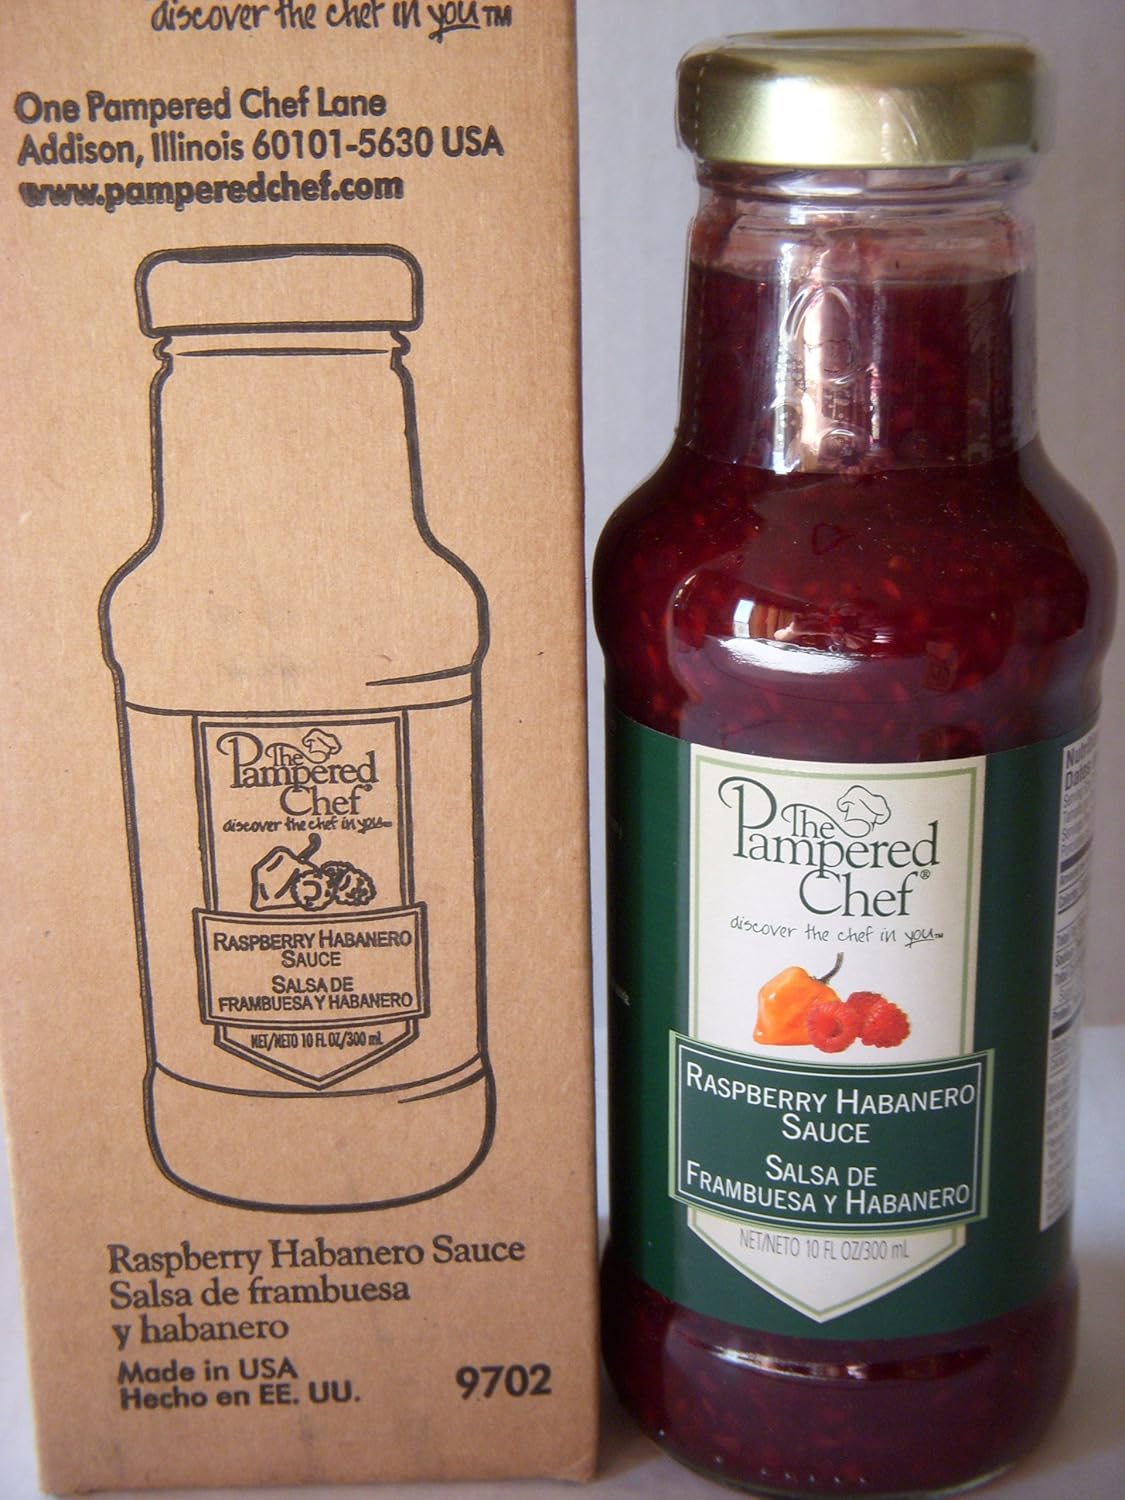 discover the chef in you™
One Pampered Chef Lane
Addison, Illinois 60101-5630 USA
www.pamperedchef.com
The
Pampered
Chef®
discover the chef in you™
RASPBERRY HABANERO
SAUCE
SALSA DE
FRAMBUESA Y HABANERO
NET/NETO 10 FL OZ/300 mL
Raspberry Habanero Sauce
Salsa de frambuesa
y habanero
Made in USA
Hecho en EE. UU.
9702
The
Pampered
Chef®
discover the chef in you™
RASPBERRY HABANERO
SAUCE
SALSA DE
FRAMBUESA Y HABANERO
NET/NETO 10 FL OZ/300 mL